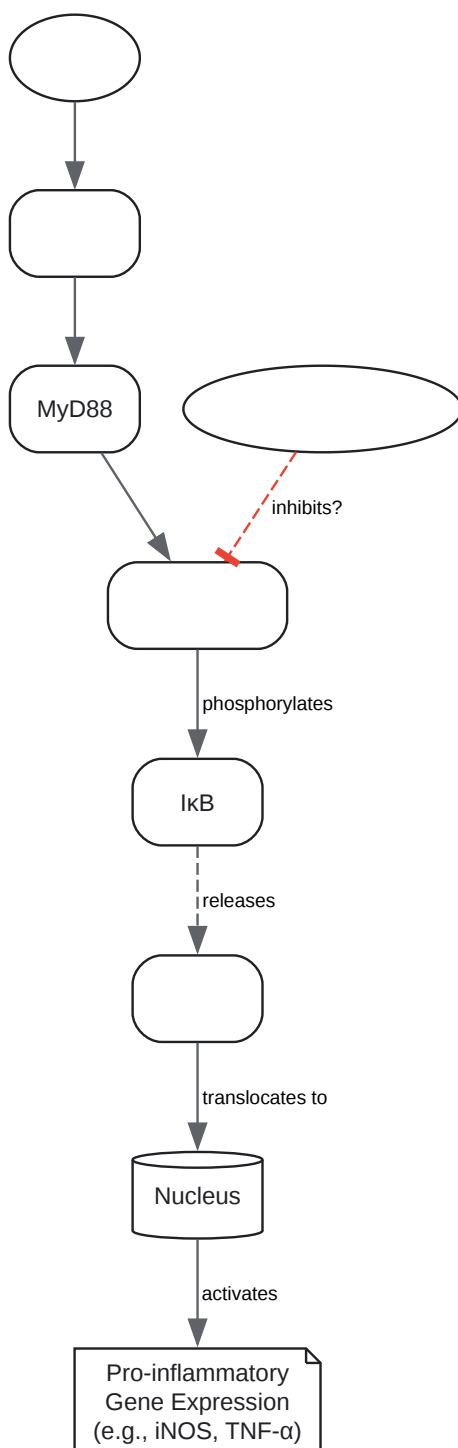 MyD88
inhibits?
phosphorylates
IκB
releases
translocates to
Nucleus
activates
Pro-inflammatory
Gene Expression
(e.g., iNOS, TNF-α)